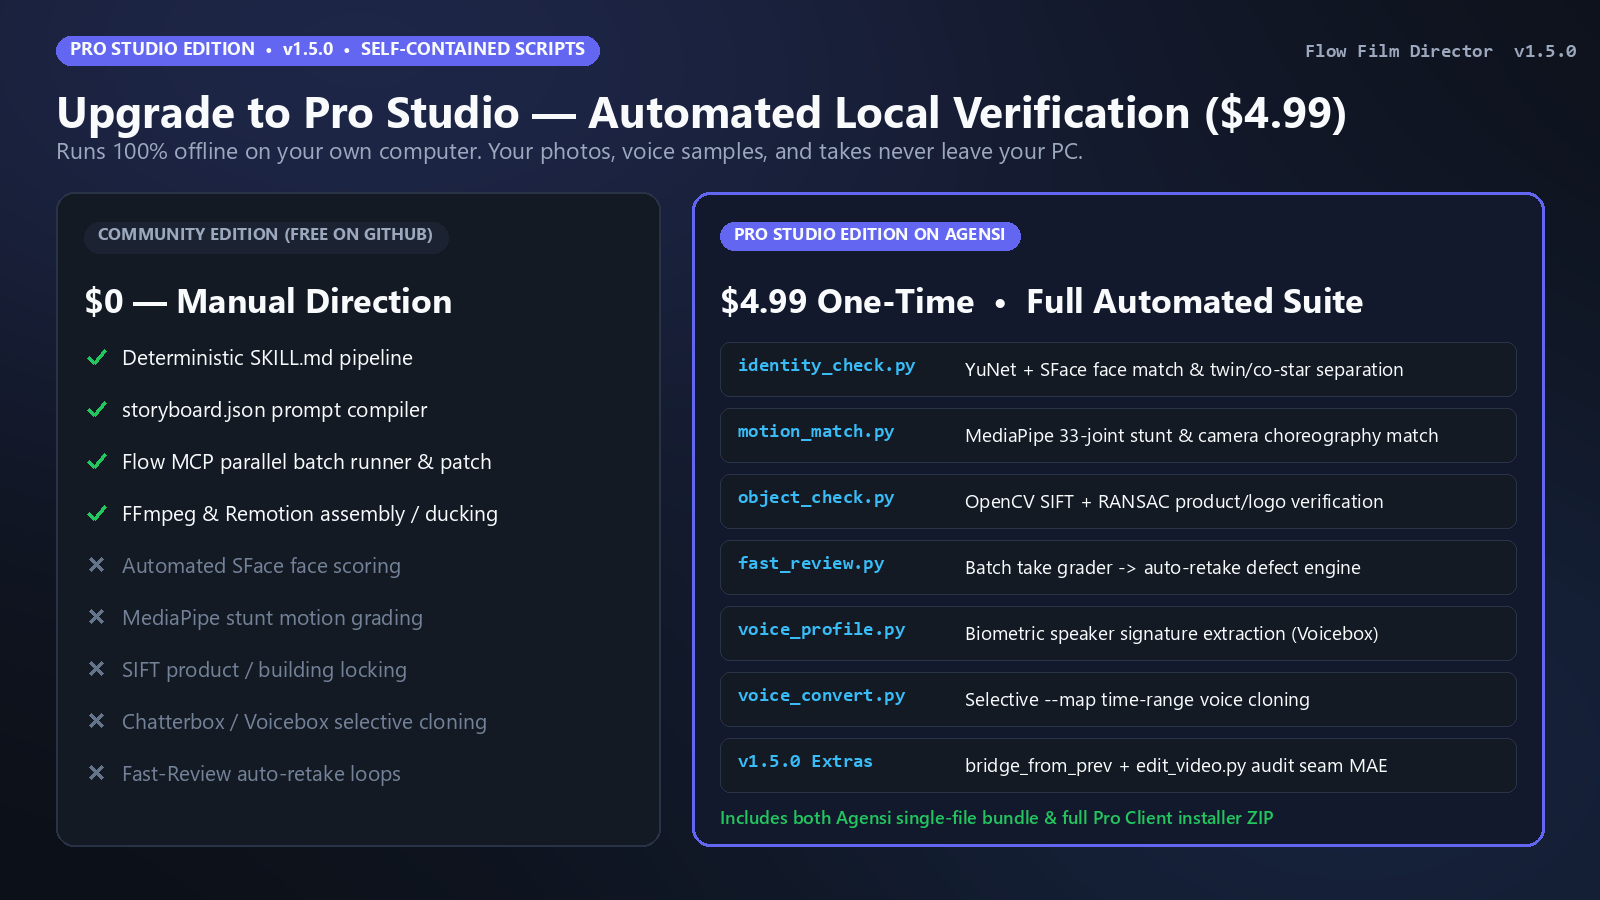 PRO STUDIO EDITION • v1.5.0 • SELF-CONTAINED SCRIPTS
Flow Film Director v1.5.0
Upgrade to Pro Studio — Automated Local Verification ($4.99)
Runs 100% offline on your own computer. Your photos, voice samples, and takes never leave your PC.
COMMUNITY EDITION (FREE ON GITHUB)
$0 — Manual Direction
Deterministic SKILL.md pipeline
storyboard.json prompt compiler
Flow MCP parallel batch runner & patch
FFmpeg & Remotion assembly / ducking
Automated SFace face scoring
MediaPipe stunt motion grading
SIFT product / building locking
Chatterbox / Voicebox selective cloning
Fast-Review auto-retake loops
PRO STUDIO EDITION ON AGENSI
$4.99 One-Time • Full Automated Suite
identity_check.py YuNet + SFace face match & twin/co-star separation
motion_match.py MediaPipe 33-joint stunt & camera choreography match
object_check.py OpenCV SIFT + RANSAC product/logo verification
fast_review.py Batch take grader -> auto-retake defect engine
voice_profile.py Biometric speaker signature extraction (Voicebox)
voice_convert.py Selective --map time-range voice cloning
v1.5.0 Extras bridge_from_prev + edit_video.py audit seam MAE
Includes both Agensi single-file bundle & full Pro Client installer ZIP